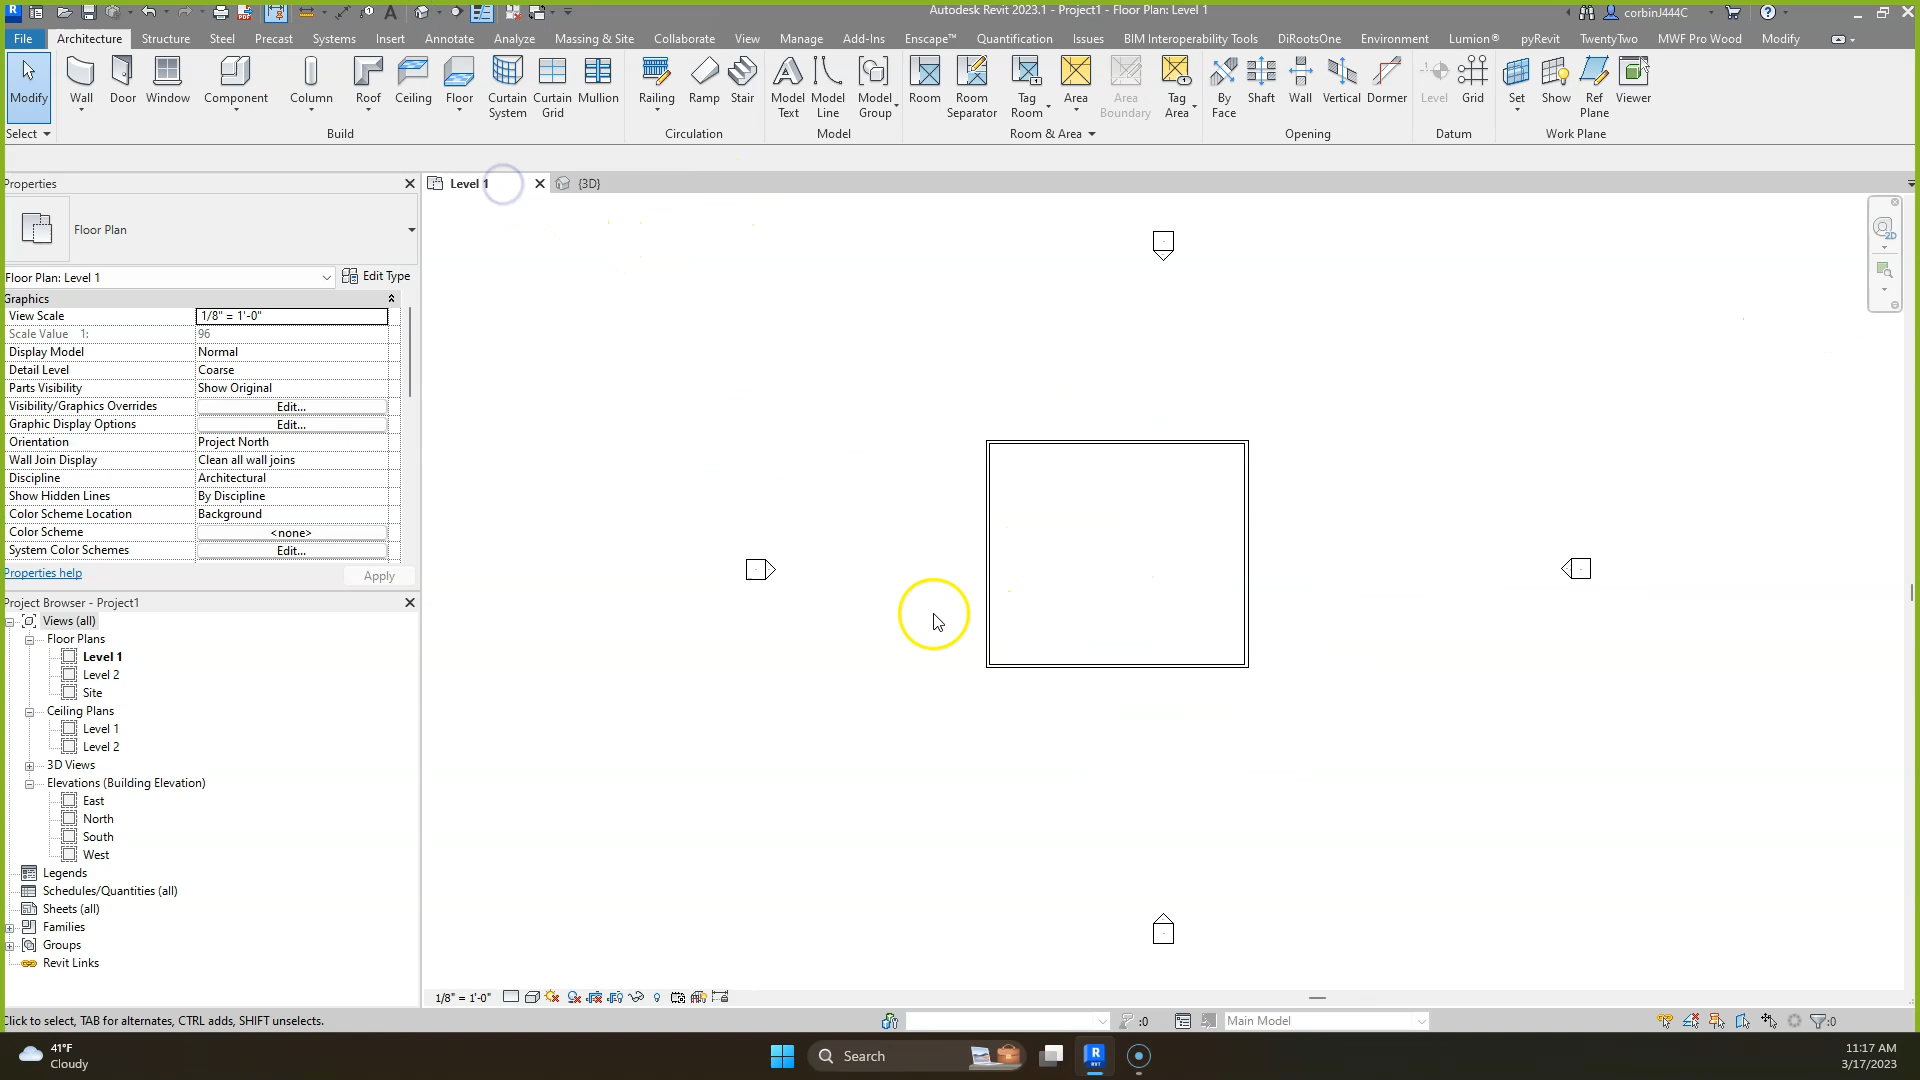 Autodesk Revit 2023.1 - Project1 - Floor Plan: Level 1
corbinJ444C
File Architecture Structure Steel Precast Systems Insert Annotate Analyze Massing & Site Collaborate View Manage Add-Ins Enscape™ Quantification Issues BIM Interoperability Tools DiRootsOne Environment Lumion® pyRevit TwentyTwo MWF Pro Wood Modify
Modify Wall Door Window Component Column Roof Ceiling Floor Curtain System Curtain Grid Mullion Railing Ramp Stair Model Text Model Line Model Group Room Room Separator Tag Room Area Area Boundary Tag Area By Face Shaft Wall Vertical Dormer Level Grid Set Show Ref Plane Viewer
Select Build Circulation Model Room & Area Opening Datum Work Plane
Properties
Level 1
{3D}
Floor Plan
Floor Plan: Level 1
Edit Type
Graphics
View Scale 1/8" = 1'-0"
Scale Value 1: 96
Display Model Normal
Detail Level Coarse
Parts Visibility Show Original
Visibility/Graphics Overrides Edit...
Graphic Display Options Edit...
Orientation Project North
Wall Join Display Clean all wall joins
Discipline Architectural
Show Hidden Lines By Discipline
Color Scheme Location Background
Color Scheme <none>
System Color Schemes Edit...
Properties help
Apply
Project Browser - Project1
Views (all)
Floor Plans
Level 1
Level 2
Site
Ceiling Plans
Level 1
Level 2
3D Views
Elevations (Building Elevation)
East
North
South
West
Legends
Schedules/Quantities (all)
Sheets (all)
Families
Groups
Revit Links
2D
1/8" = 1'-0"
Click to select, TAB for alternates, CTRL adds, SHIFT unselects.
:0
Main Model
:0
41°F
Cloudy
Search
11:17 AM
3/17/2023